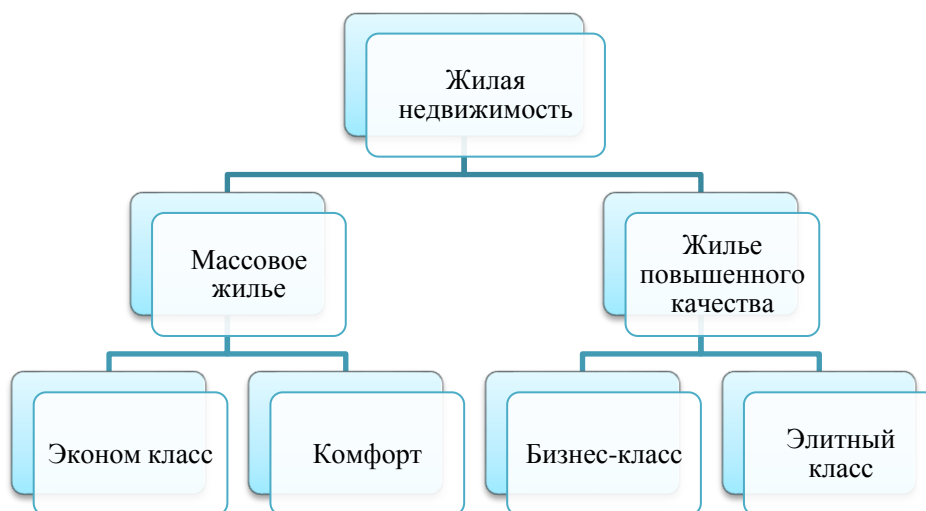 Жилая
недвижимость
Массовое
жилье
Жилье
повышенного
качества
Эконом класс
Комфорт
Бизнес-класс
Элитный
класс